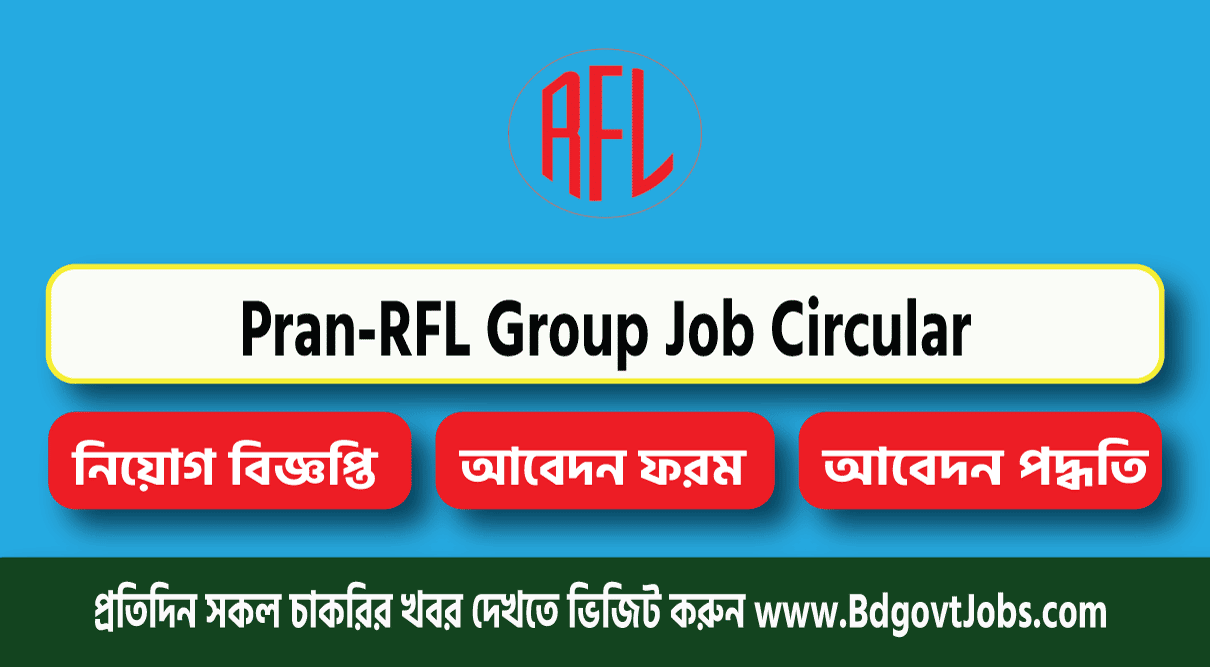 RFL
Pran-RFL Group Job Circular
নিয়োগ বিজ্ঞপ্তি
আবেদন ফরম
আবেদন পদ্ধতি
প্রতিদিন সকল চাকরির খবর দেখতে ভিজিট করুন www.BdgovtJobs.com